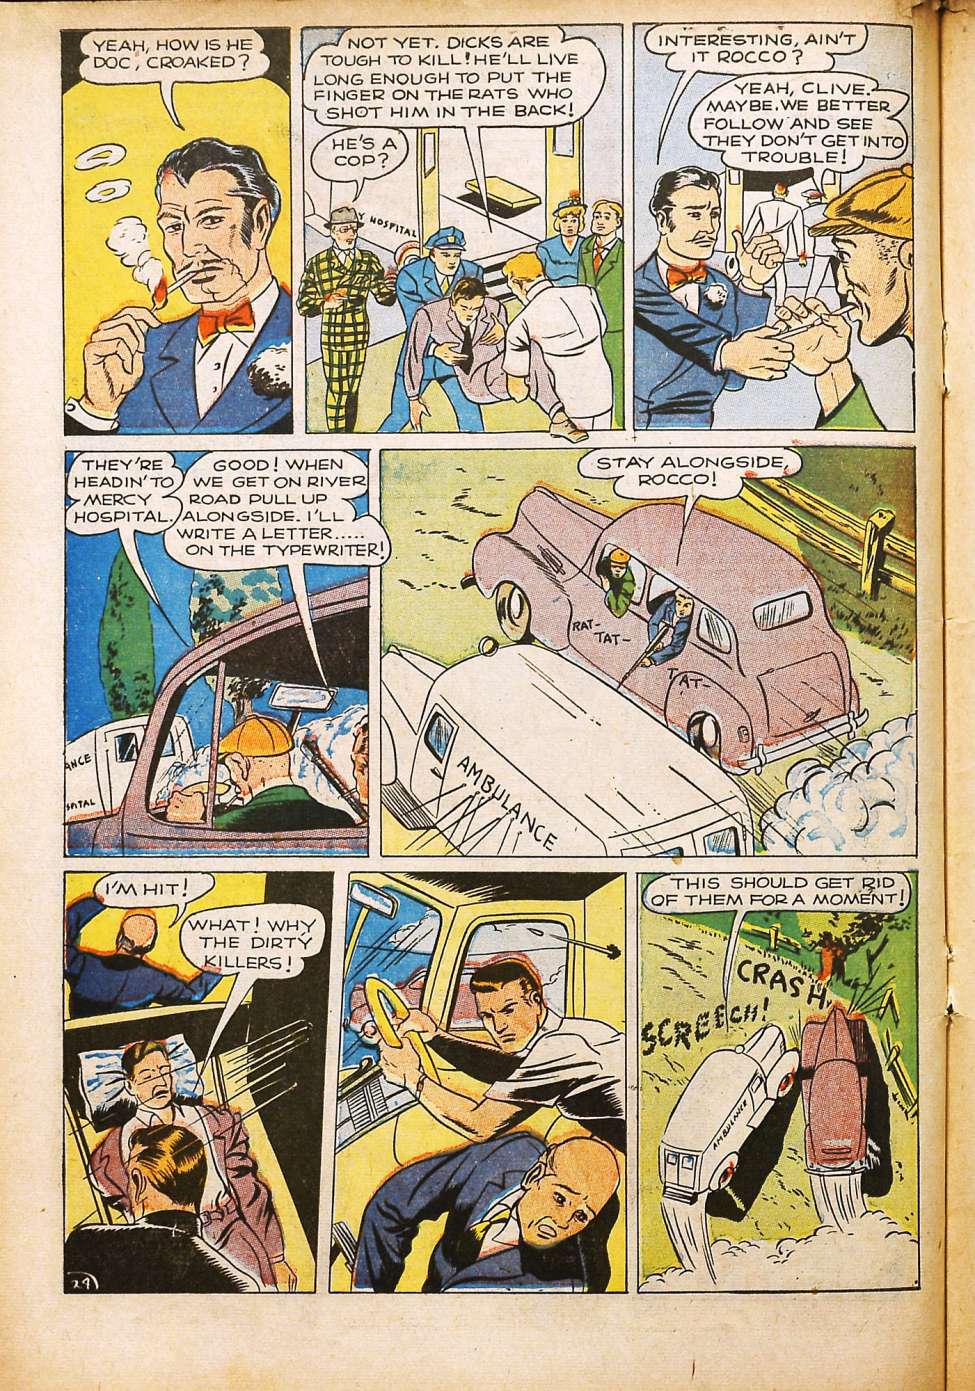 YEAH, HOW IS HE
DOC, CROAKED?
NOT YET. DICKS ARE
TOUGH TO KILL! HE'LL LIVE
LONG ENOUGH TO PUT THE
FINGER ON THE RATS WHO
SHOT HIM IN THE BACK!
HE'S A
COP?
Y HOSPITAL
INTERESTING, AIN'T
IT ROCCO?
YEAH, CLIVE.
MAYBE. WE BETTER
FOLLOW AND SEE
THEY DON'T GET INTO
TROUBLE!
THEY'RE
HEADIN' TO
MERCY
HOSPITAL.
GOOD! WHEN
WE GET ON RIVER
ROAD PULL UP
ALONGSIDE. I'LL
WRITE A LETTER.....
ON THE TYPEWRITER!
ANCE
SPITAL
STAY ALONGSIDE,
ROCCO!
RAT-
TAT-
TAT-
AMBULANCE
I'M HIT!
WHAT! WHY
THE DIRTY
KILLERS!
THIS SHOULD GET RID
OF THEM FOR A MOMENT!
CRASH
SCREECH!
AMBULANCE
24